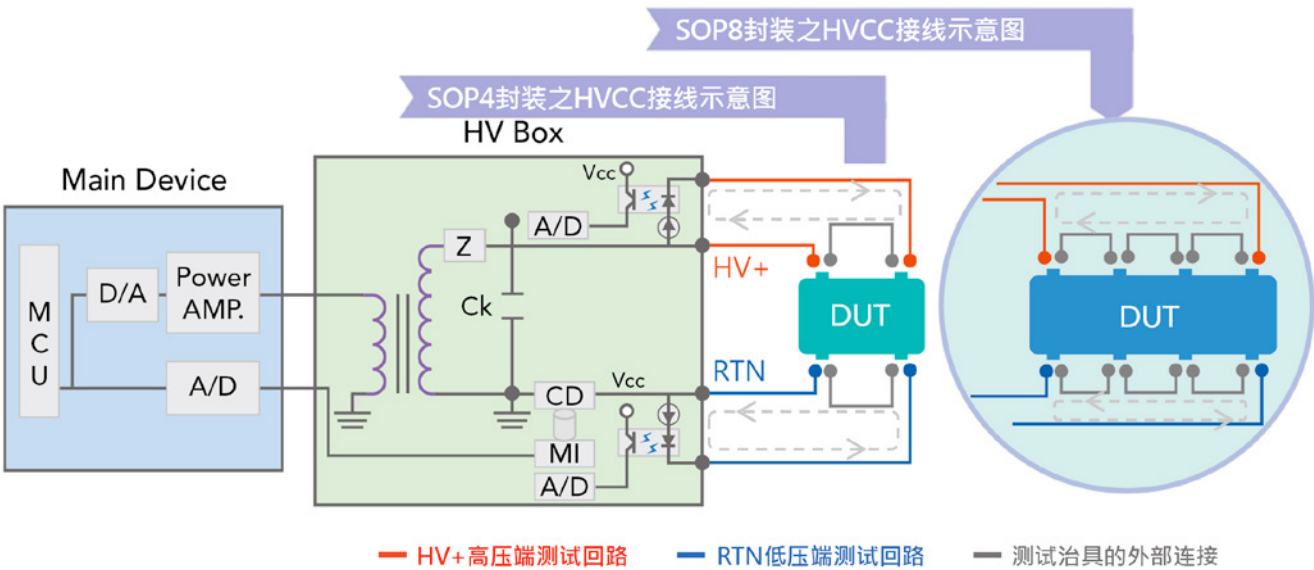 SOP8封装之HVCC接线示意图
SOP4封装之HVCC接线示意图
HV Box
Main Device
Vcc
A/D
Z
HV+
D/A
Power
AMP.
M
C
U
Ck
DUT
DUT
A/D
RTN
Vcc
CD
MI
A/D
HV+高压端测试回路
RTN低压端测试回路
测试治具的外部连接